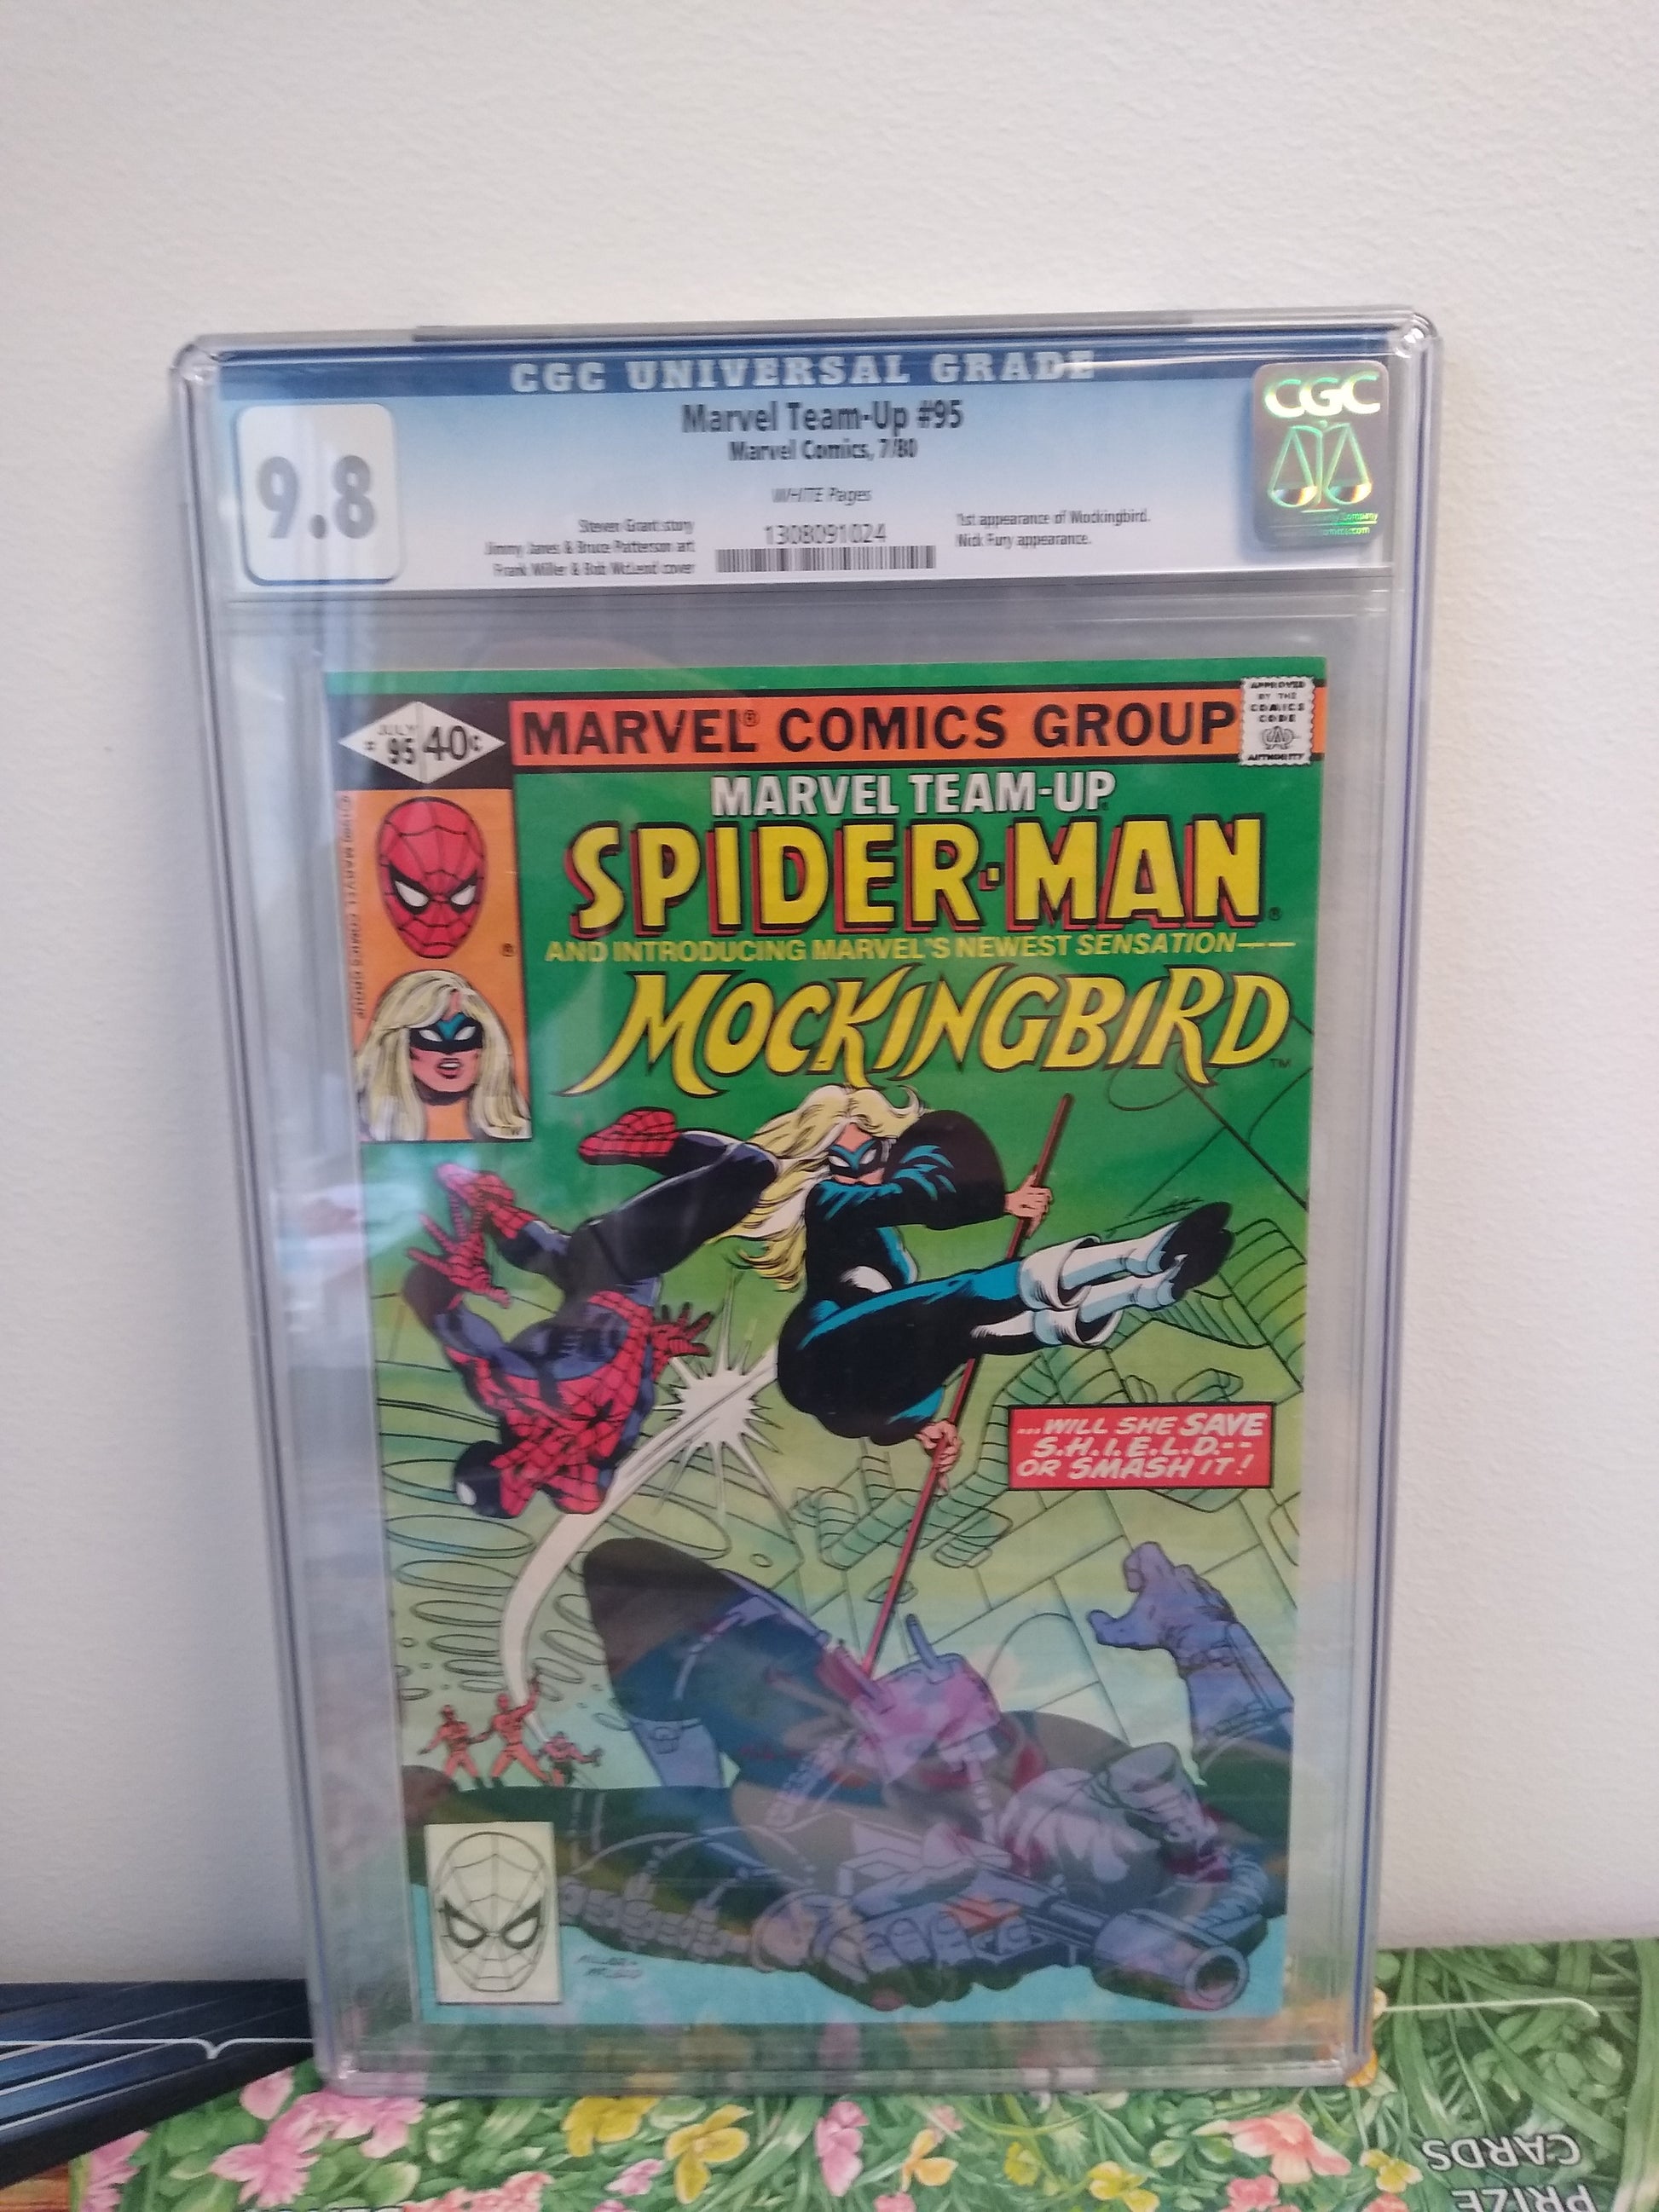 CGC UNIVERSAL GRADE
9.8
Marvel Team-Up #95
Marvel Comics, 7/80
WHITE Pages
Steven Grant story
Jimmy Janes & Bruce Patterson art
Frank Miller & Bob McLeod cover
1308091024
1st appearance of Mockingbird.
Nick Fury appearance.
CGC
JULY
95 40¢
MARVEL® COMICS GROUP
APPROVED
BY THE
COMICS
CODE
AUTHORITY
MARVEL TEAM-UP
SPIDER-MAN®
AND INTRODUCING MARVEL'S NEWEST SENSATION——
MOCKINGBIRD™
...WILL SHE SAVE
S.H.I.E.L.D.--
OR SMASH IT!
CARDS
PRIZE